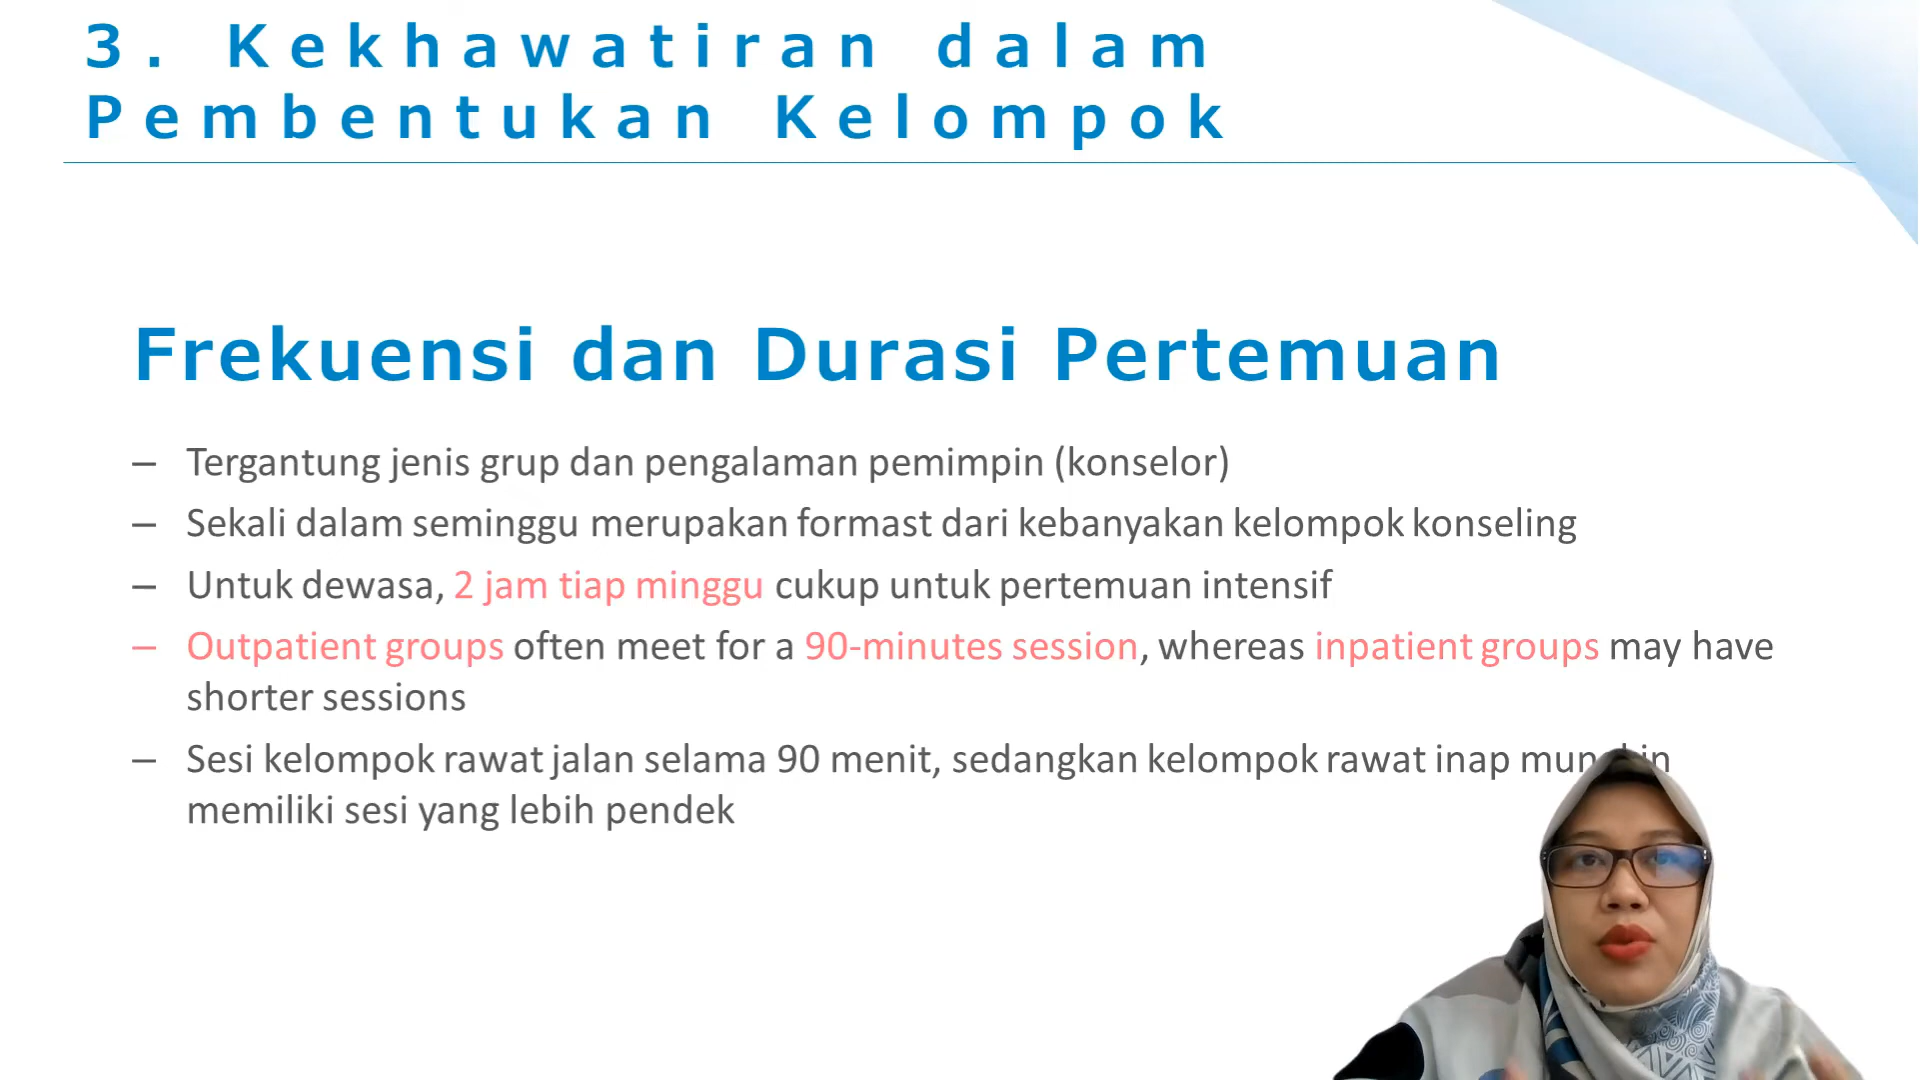 3. Kekhawatiran dalam
Pembentukan Kelompok
Frekuensi dan Durasi Pertemuan
– Tergantung jenis grup dan pengalaman pemimpin (konselor)
– Sekali dalam seminggu merupakan formast dari kebanyakan kelompok konseling
– Untuk dewasa, 2 jam tiap minggu cukup untuk pertemuan intensif
– Outpatient groups often meet for a 90-minutes session, whereas inpatient groups may have
shorter sessions
– Sesi kelompok rawat jalan selama 90 menit, sedangkan kelompok rawat inap
memiliki sesi yang lebih pendek